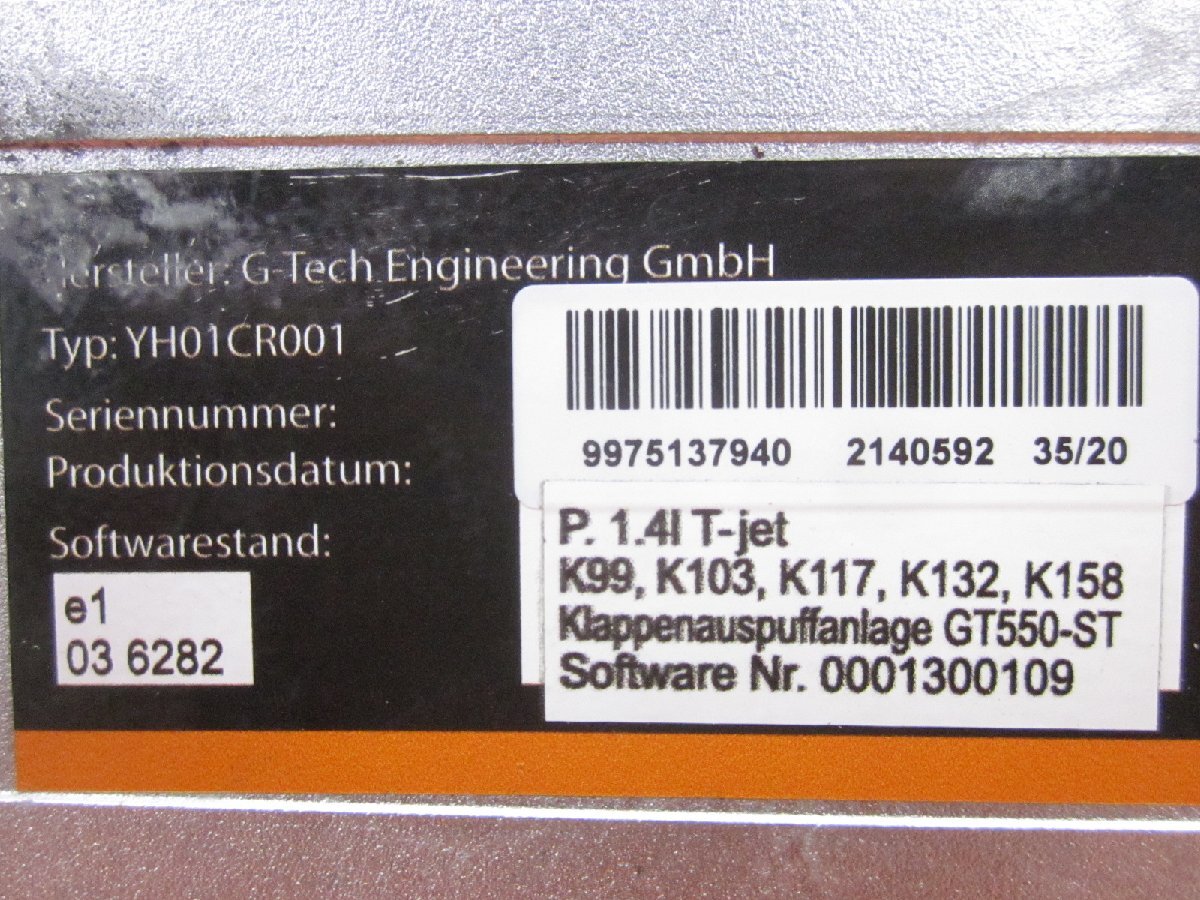 Hersteller: G-Tech Engineering GmbH
Typ: YH01CR001
Seriennummer:
Produktionsdatum:
Softwarestand:
e1
03 6282
9975137940 2140592 35/20
P. 1.4l T-jet
K99, K103, K117, K132, K158
Klappenauspuffanlage GT550-ST
Software Nr. 0001300109